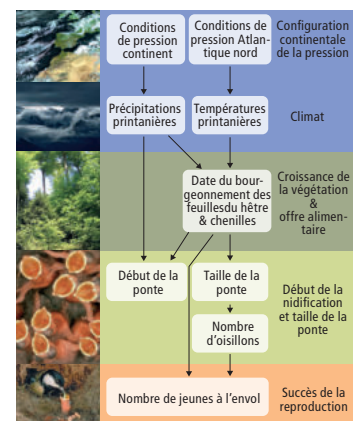 Conditions
de pression
continent
Conditions de
pression Atlan-
tique nord
Configuration
continentale
de la pression
Précipitations
printanières
Températures
printanières
Climat
Date du bour-
geonnement des
feuillesdu hêtre
& chenilles
Croissance de
la végétation
&
offre alimen-
taire
Début de la
ponte
Taille de la
ponte
Nombre
d'oisillons
Début de la
nidification
et taille de la
ponte
Nombre de jeunes à l'envol
Succès de la
reproduction